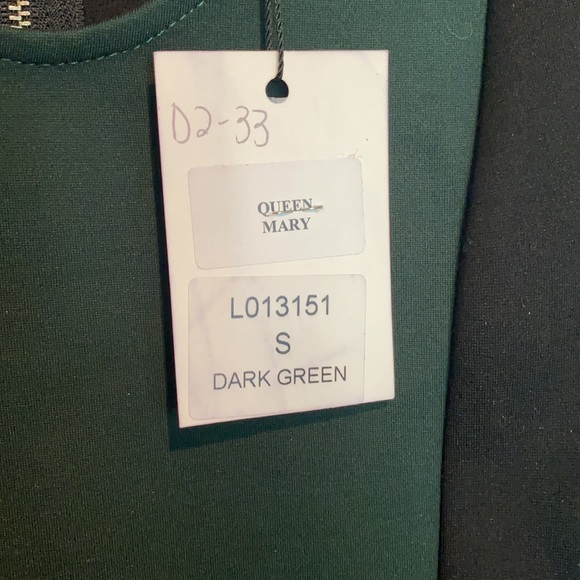 D2-33
QUEEN
MARY
L013151
S
DARK GREEN